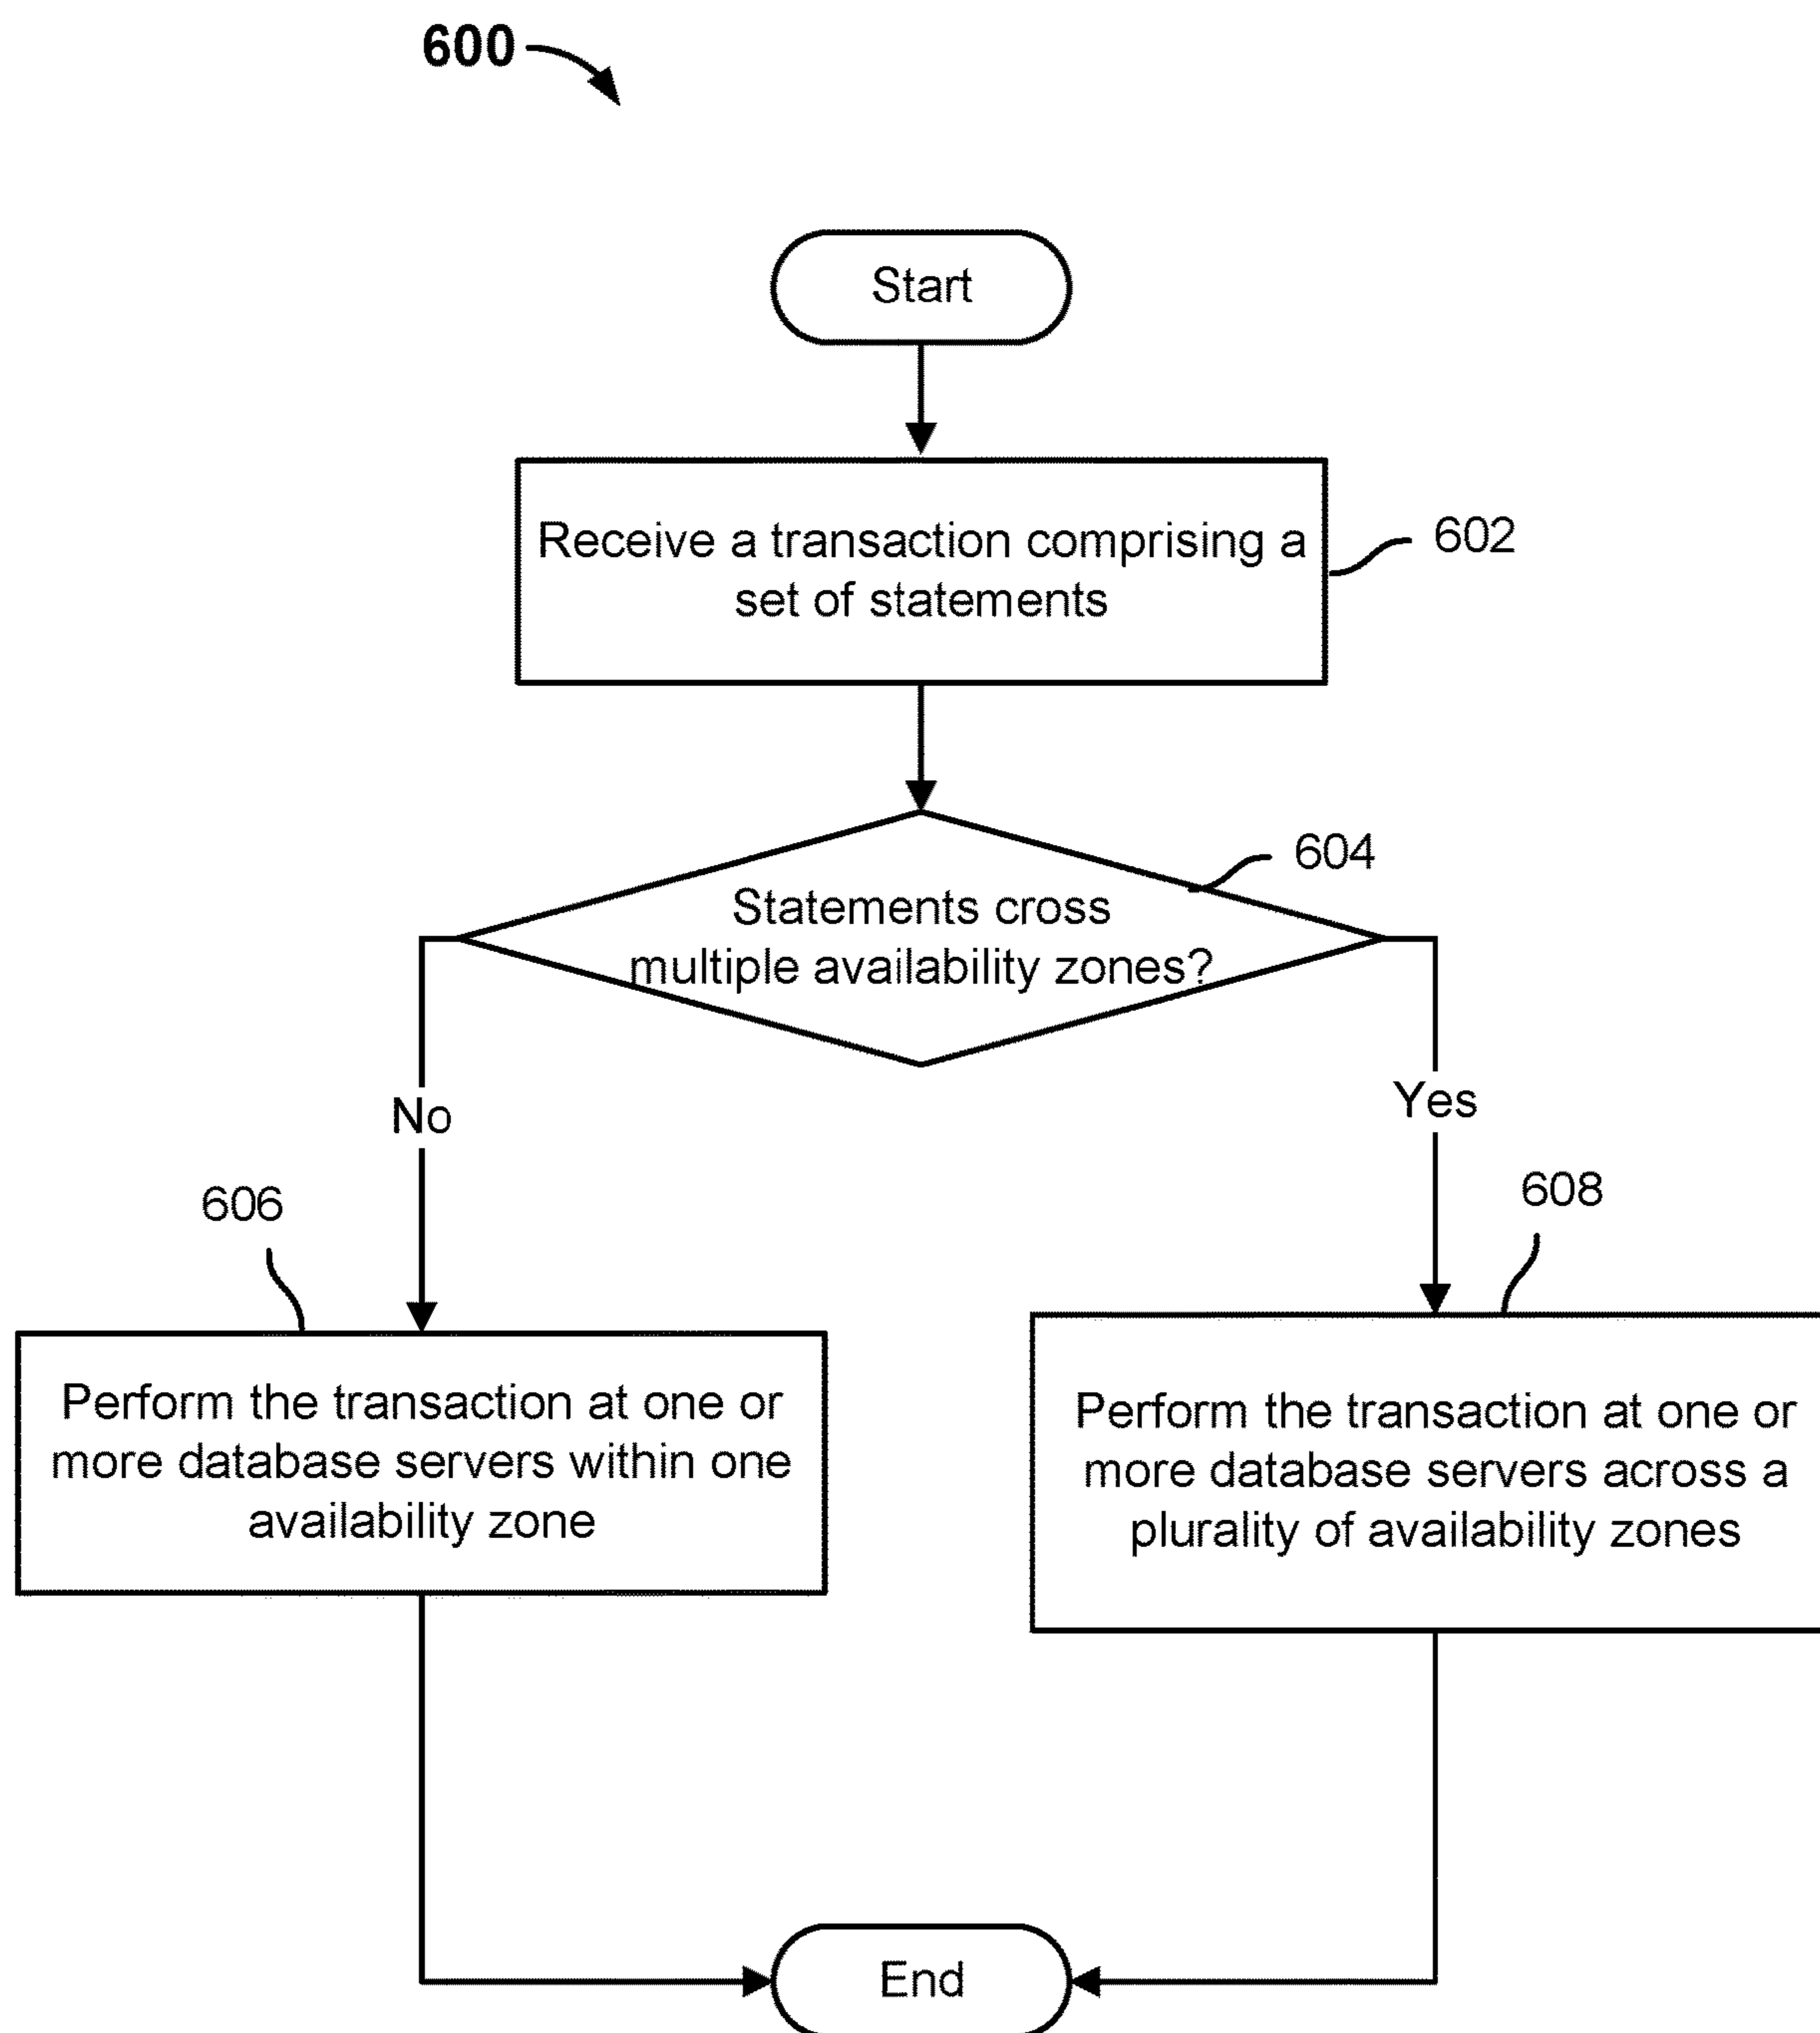 600
Start
Receive a transaction comprising a
set of statements
602
604
Statements cross
multiple availability zones?
No
Yes
606
608
Perform the transaction at one or
more database servers within one
availability zone
Perform the transaction at one or
more database servers across a
plurality of availability zones
End